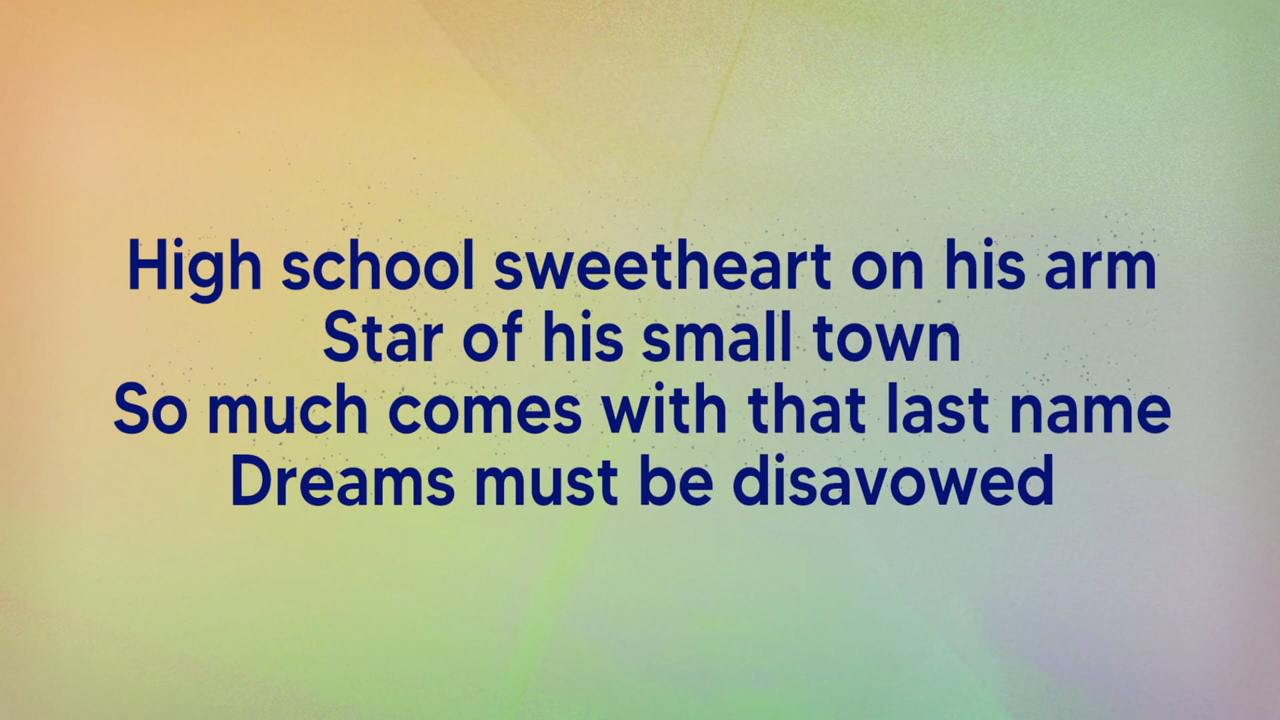 High school sweetheart on his arm
Star of his small town
So much comes with that last name
Dreams must be disavowed